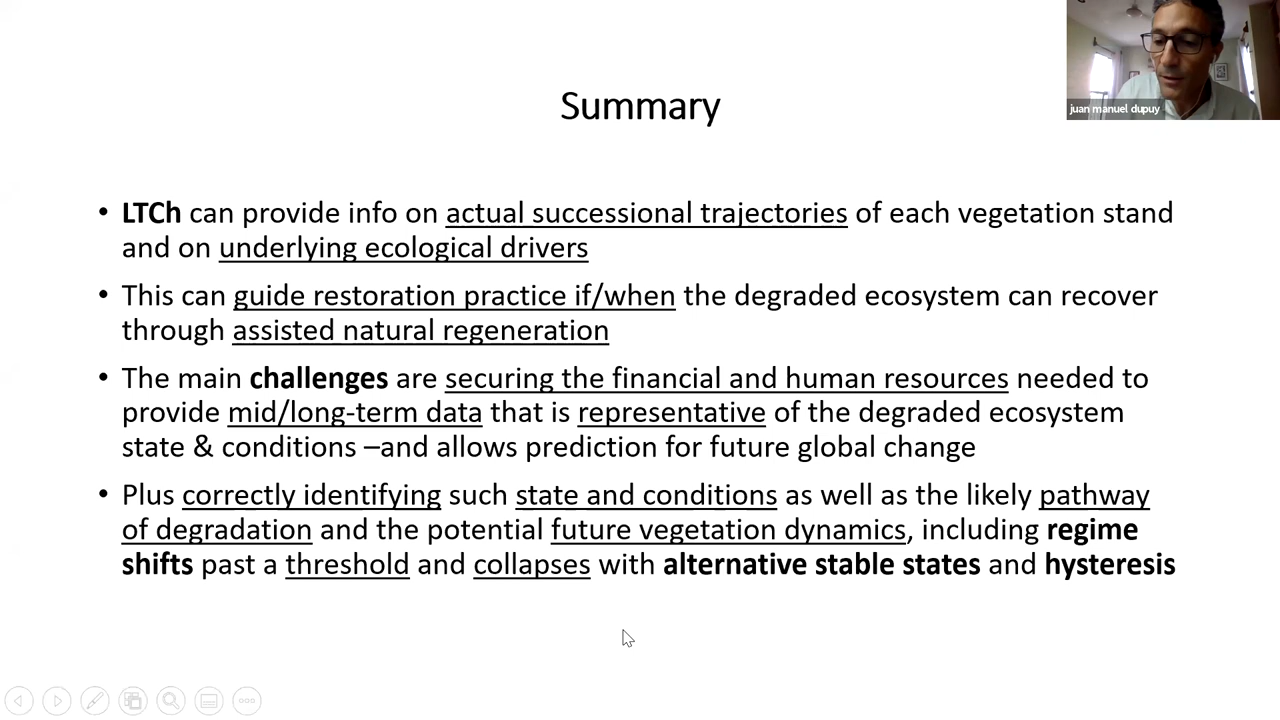 juan manuel dupuy
Summary
• LTCh can provide info on actual successional trajectories of each vegetation stand
and on underlying ecological drivers
• This can guide restoration practice if/when the degraded ecosystem can recover
through assisted natural regeneration
• The main challenges are securing the financial and human resources needed to
provide mid/long-term data that is representative of the degraded ecosystem
state & conditions –and allows prediction for future global change
• Plus correctly identifying such state and conditions as well as the likely pathway
of degradation and the potential future vegetation dynamics, including regime
shifts past a threshold and collapses with alternative stable states and hysteresis